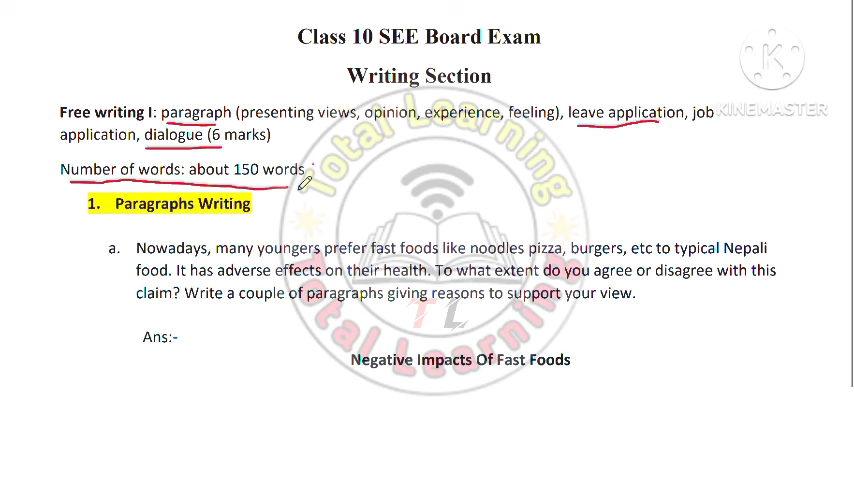 Class 10 SEE Board Exam
Writing Section
KINEMASTER
Free writing I: paragraph (presenting views, opinion, experience, feeling), leave application, job
application, dialogue (6 marks)
Number of words: about 150 words
1. Paragraphs Writing
a. Nowadays, many youngers prefer fast foods like noodles pizza, burgers, etc to typical Nepali
food. It has adverse effects on their health. To what extent do you agree or disagree with this
claim? Write a couple of paragraphs giving reasons to support your view.
Ans:-
Negative Impacts Of Fast Foods
Total Learning
Total Learning
TL